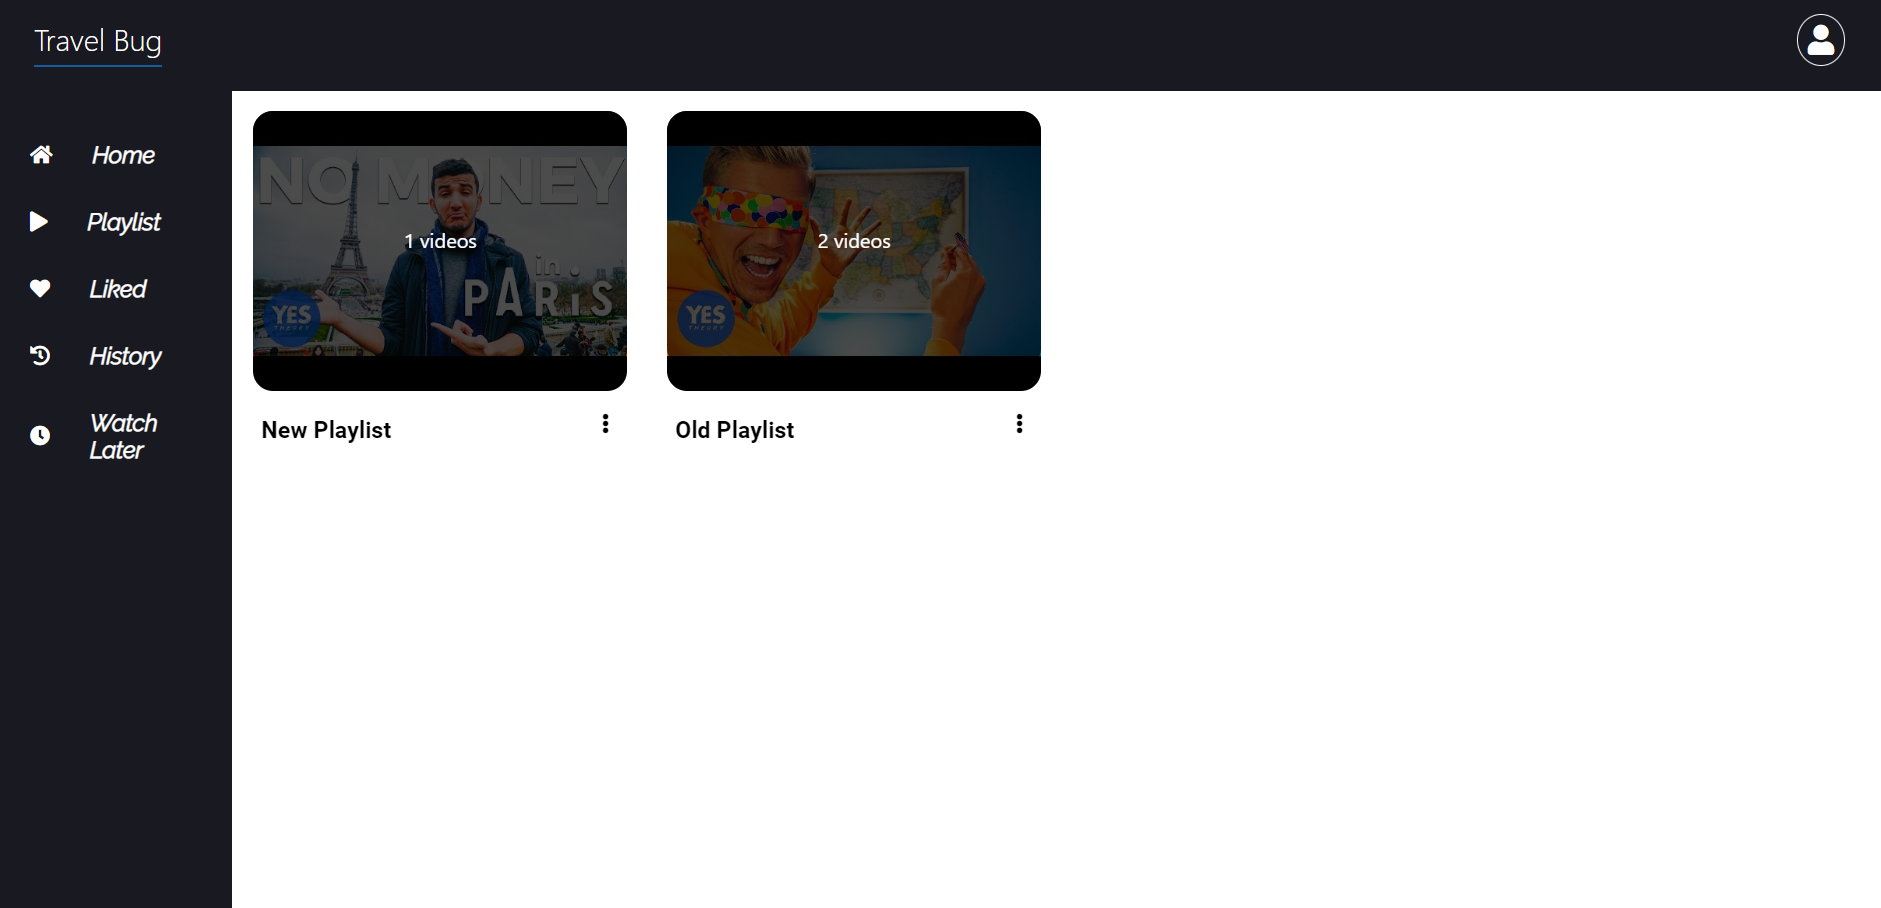 Travel Bug
Home
Playlist
Liked
History
Watch
Later
NO MONEY
in
PARiS
YES
THEORY
1 videos
New Playlist
YES
THEORY
2 videos
Old Playlist